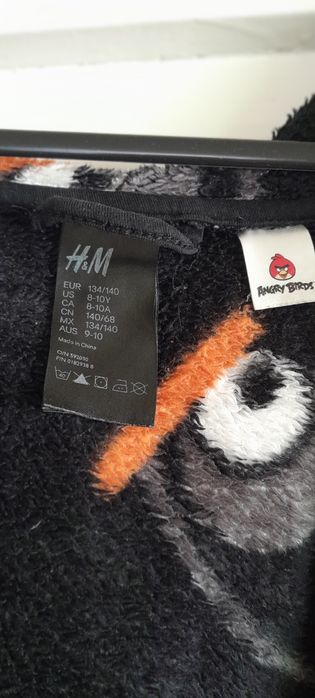 H&M
EUR 134/140
US 8-10Y
CA 8-10A
CN 140/68
MX 134/140
AUS 9-10
Made in China
ANGRY BIRDS